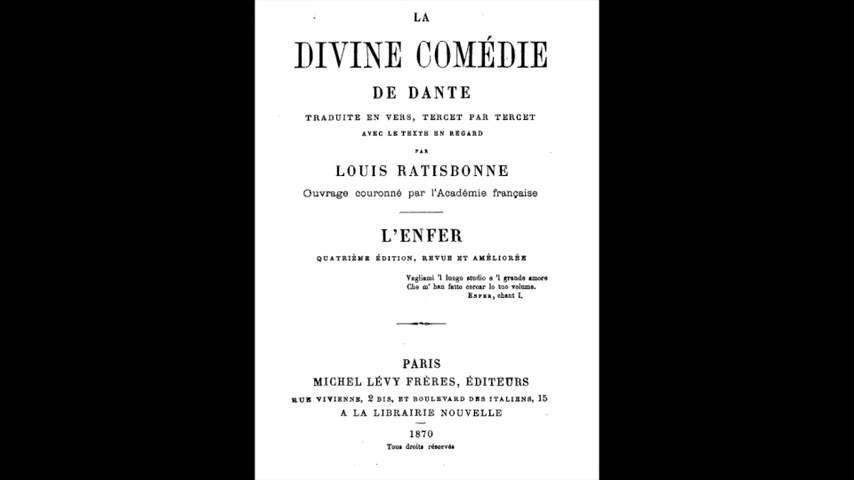 LA
DIVINE COMÉDIE
DE DANTE
TRADUITE EN VERS, TERCET PAR TERCET
AVEC LE TEXTE EN REGARD
PAR
LOUIS RATISBONNE
Ouvrage couronné par l'Académie française
L'ENFER
QUATRIÈME ÉDITION, REVUE ET AMÉLIORÉE
Vagliami 'l lungo studio e 'l grande amore
Che m' han fatto cercar lo tuo volume.
ENFER, chant I.
PARIS
MICHEL LÉVY FRÈRES, ÉDITEURS
RUE VIVIENNE, 2 BIS, ET BOULEVARD DES ITALIENS, 15
A LA LIBRAIRIE NOUVELLE
1870
Tous droits réservés